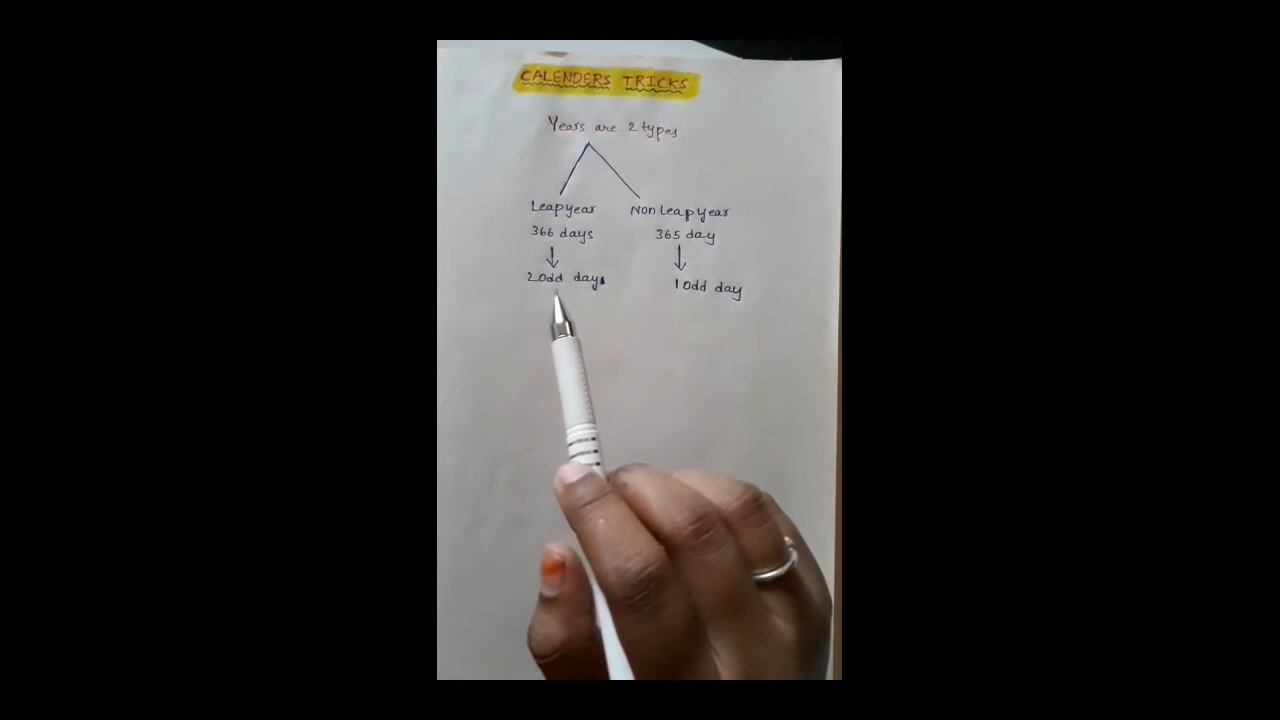 CALENDERS TRICKS
Years are 2 types
Leapyear Non Leapyear
366 days 365 day
2 odd days 1 odd day